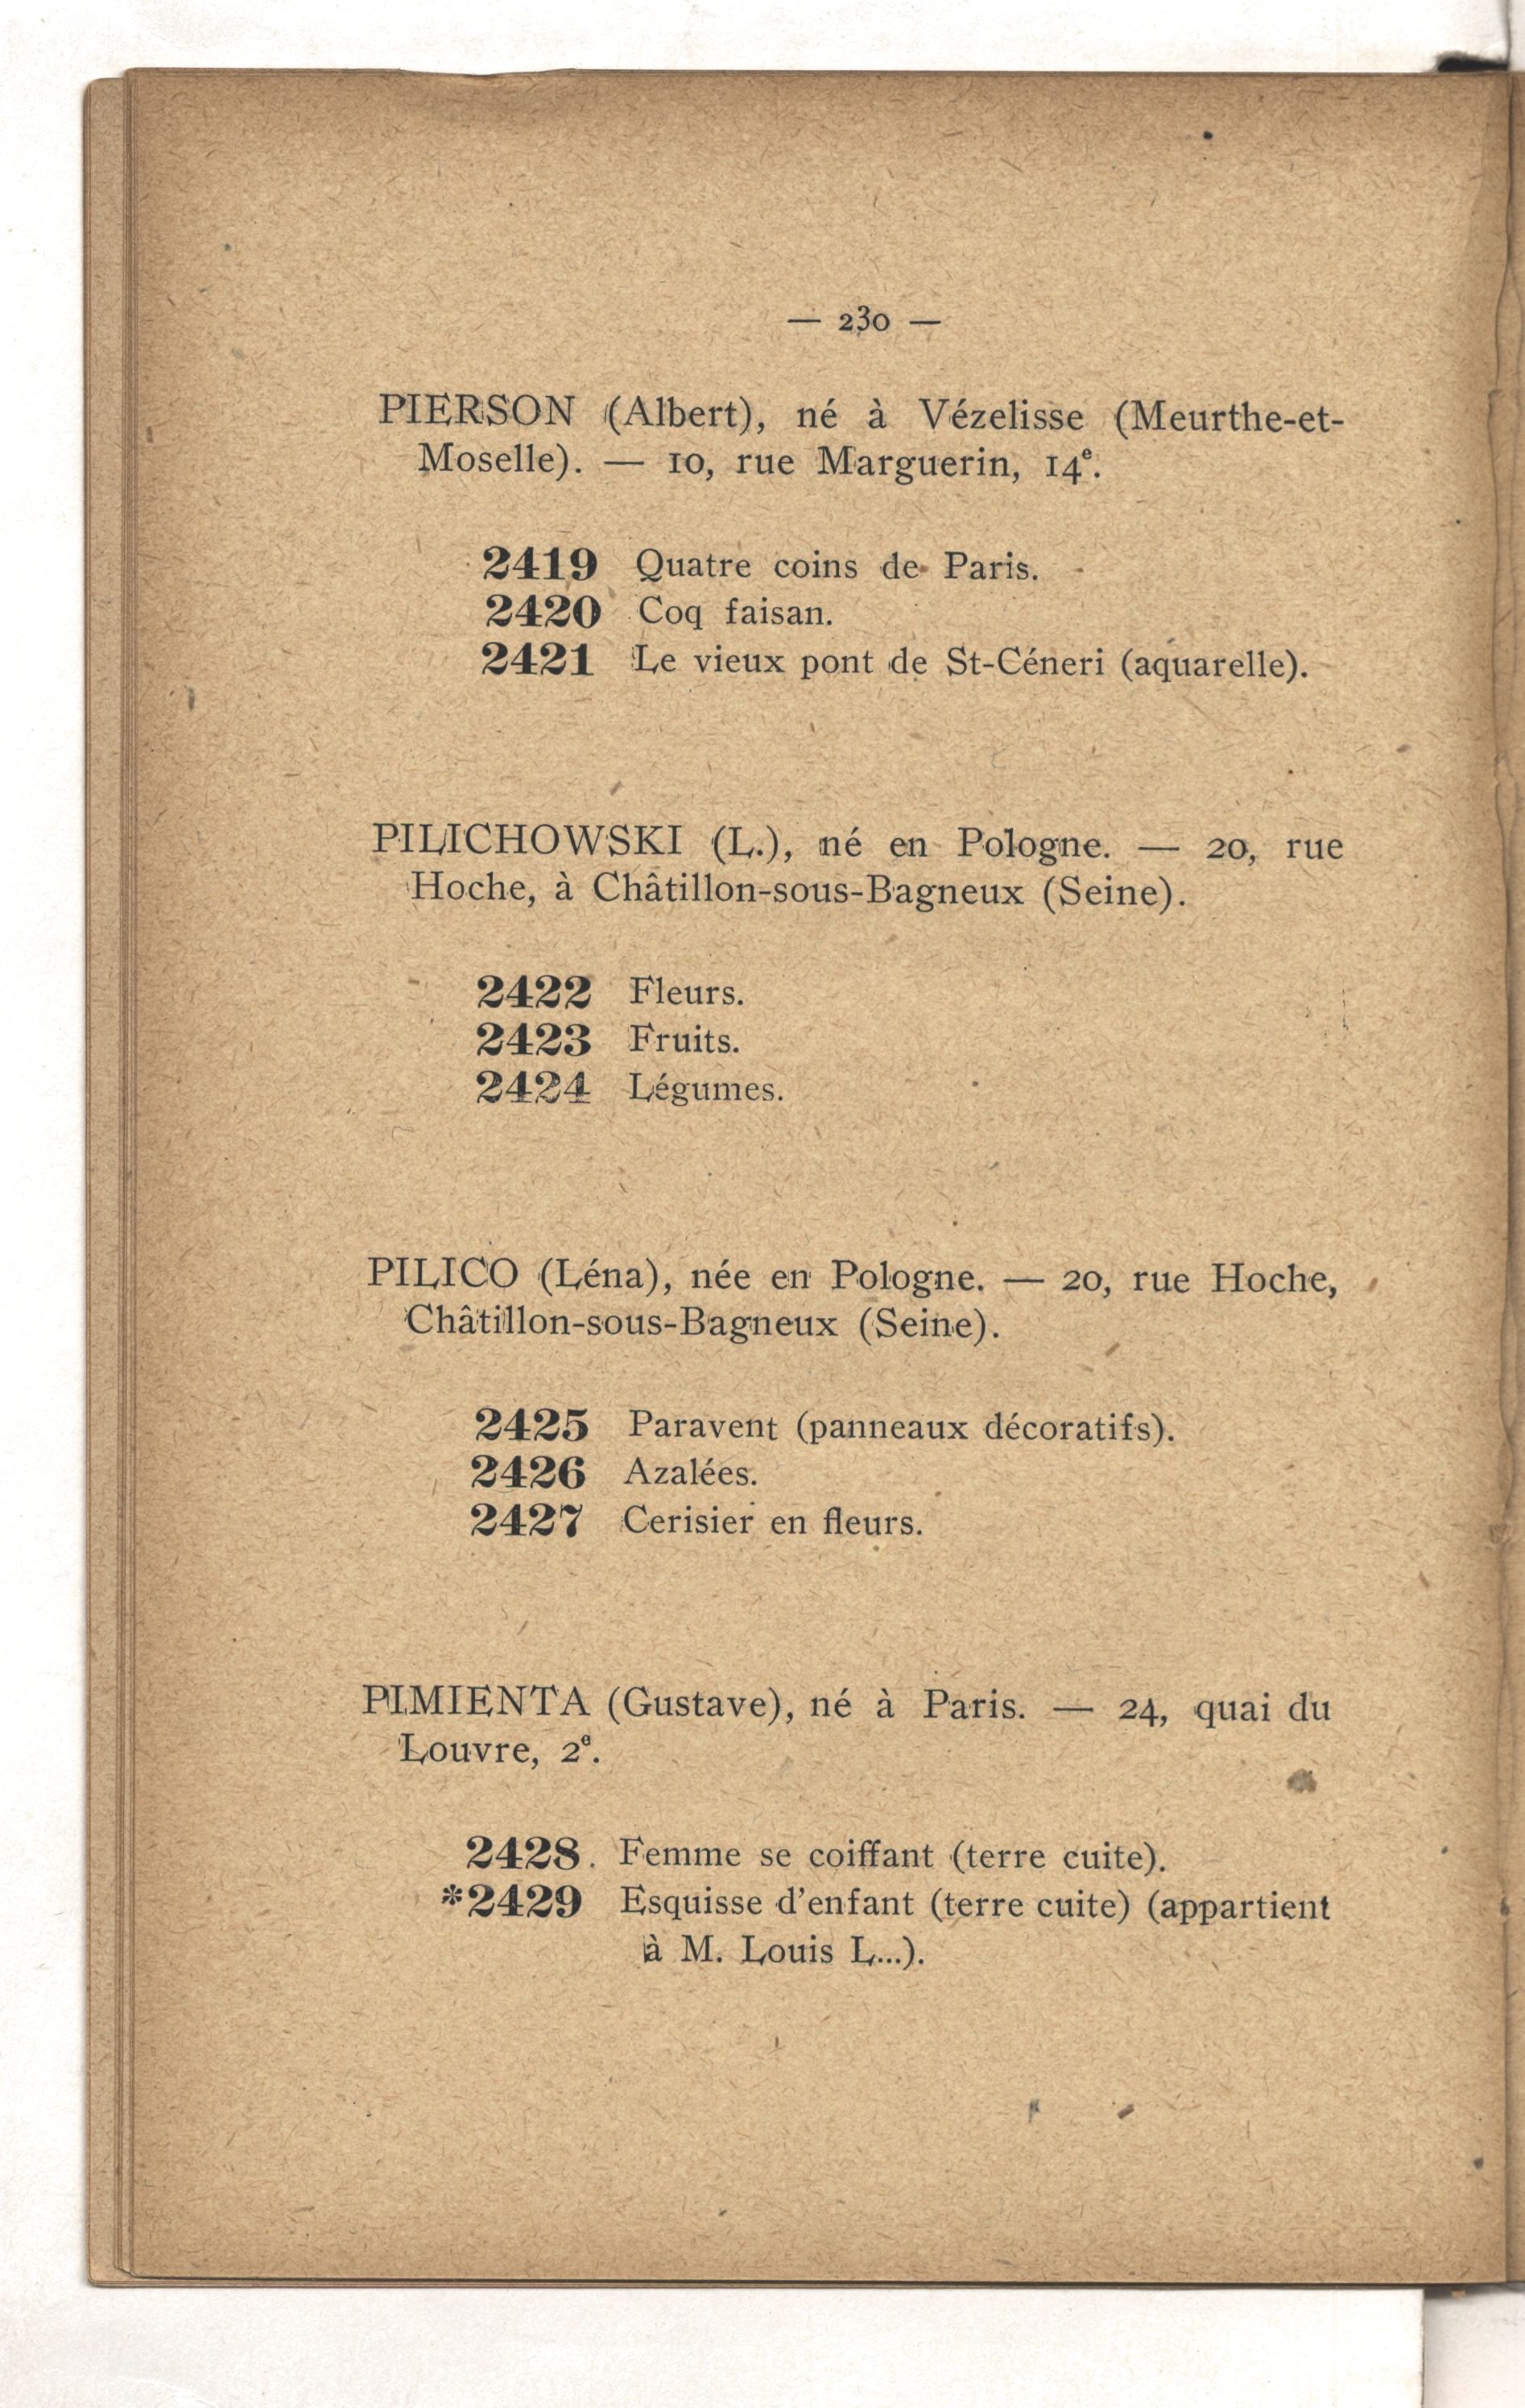 — 230 —
PIERSON (Albert), né à Vézelisse (Meurthe-et-
Moselle). — 10, rue Marguerin, 14e.
2419 Quatre coins de Paris.
2420 Coq faisan.
2421 Le vieux pont de St-Céneri (aquarelle).
PILICHOWSKI (L.), né en Pologne. — 20, rue
Hoche, à Châtillon-sous-Bagneux (Seine).
2422 Fleurs.
2423 Fruits.
2424 Légumes.
PILICO (Léna), née en Pologne. — 20, rue Hoche,
Châtillon-sous-Bagneux (Seine).
2425 Paravent (panneaux décoratifs).
2426 Azalées.
2427 Cerisier en fleurs.
PIMIENTA (Gustave), né à Paris. — 24, quai du
Louvre, 2e.
2428. Femme se coiffant (terre cuite).
*2429 Esquisse d'enfant (terre cuite) (appartient
à M. Louis L...).